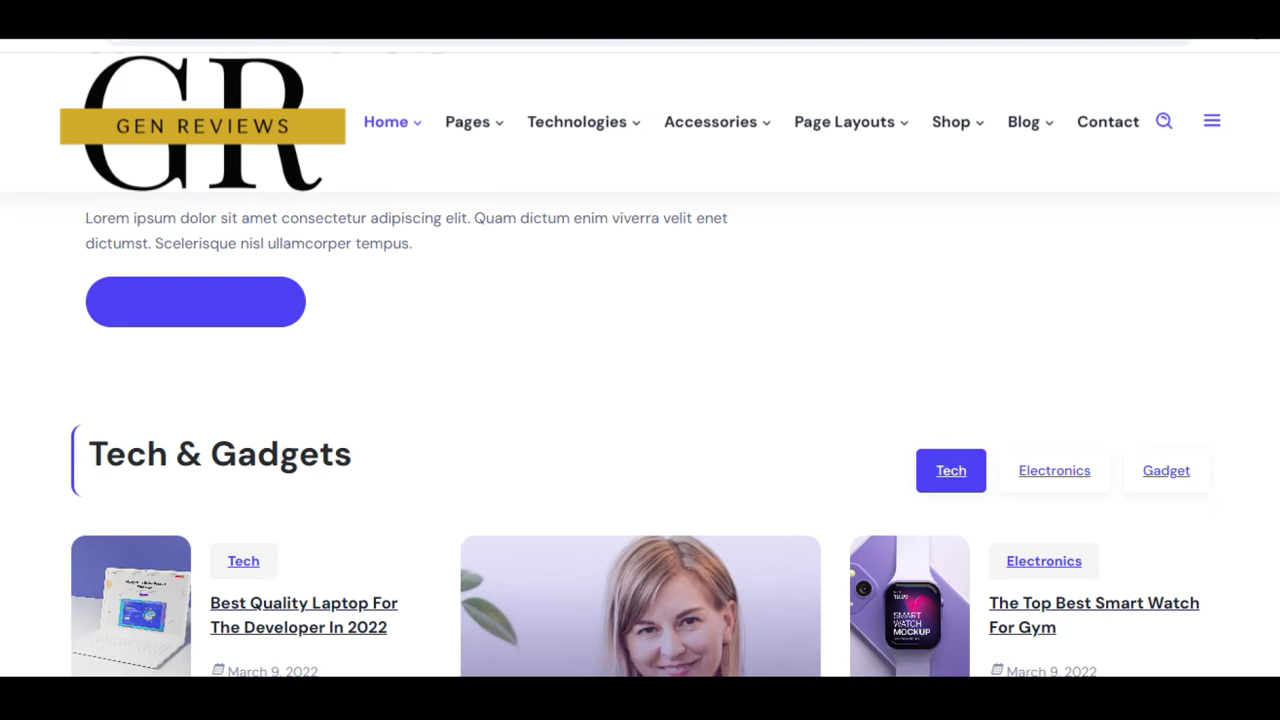 GR
GEN REVIEWS
Home Pages Technologies Accessories Page Layouts Shop Blog Contact
Lorem ipsum dolor sit amet consectetur adipiscing elit. Quam dictum enim viverra velit enet
dictumst. Scelerisque nisl ullamcorper tempus.
Tech & Gadgets
Tech Electronics Gadget
Tech
Best Quality Laptop For
The Developer In 2022
March 9, 2022
SMART
WATCH
MOCKUP
Electronics
The Top Best Smart Watch
For Gym
March 9, 2022